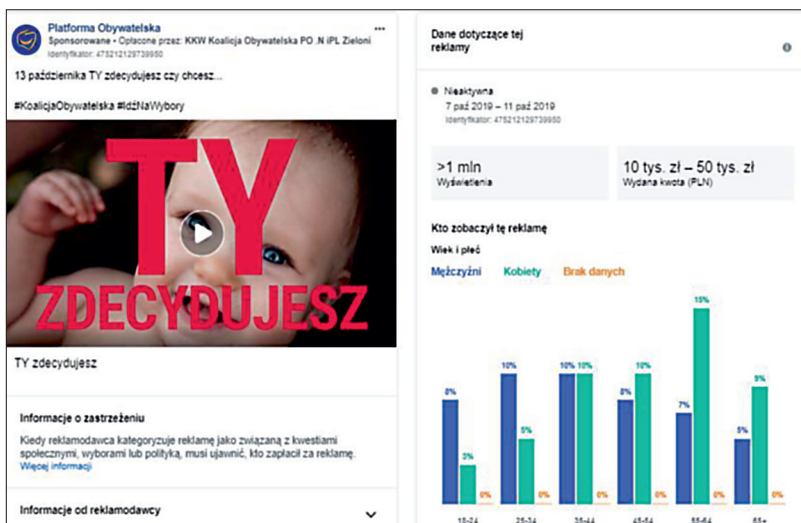 Platforma Obywatelska
Sponsorowane • Opłacone przez: KKW Koalicja Obywatelska PO .N iPL Zieloni
Identyfikator: 475212129739950
13 października TY zdecydujesz czy chcesz...
#KoalicjaObywatelska #IdźNaWybory
TY
ZDECYDUJESZ
TY zdecydujesz
Informacje o zastrzeżeniu
Kiedy reklamodawca kategoryzuje reklamę jako związaną z kwestiami
społecznymi, wyborami lub polityką, musi ujawnić, kto zapłacił za reklamę.
Więcej informacji
Informacje od reklamodawcy
Dane dotyczące tej
reklamy
Nieaktywna
7 paź 2019 – 11 paź 2019
Identyfikator: 475212129739950
>1 mln
Wyświetlenia
10 tys. zł – 50 tys. zł
Wydana kwota (PLN)
Kto zobaczył tę reklamę
Wiek i płeć
Mężczyźni Kobiety Brak danych
8% 3% 0% 10% 5% 0% 10% 10% 0% 8% 10% 0% 7% 15% 0% 5% 9% 0%
18-24 25-34 35-44 45-54 55-64 65+